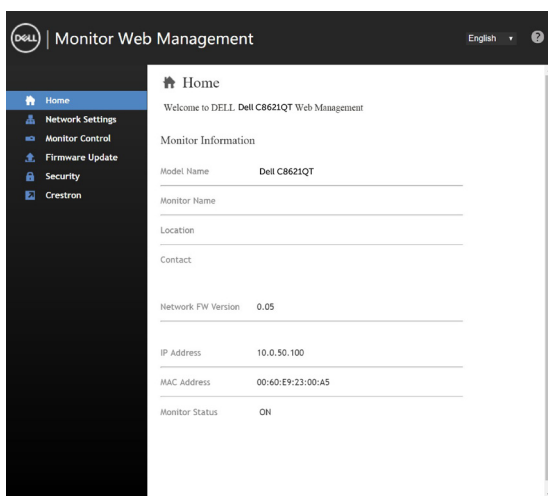 DELL | Monitor Web Management
English ?
Home
Network Settings
Monitor Control
Firmware Update
Security
Crestron
Home
Welcome to DELL Dell C8621QT Web Management
Monitor Information
Model Name Dell C8621QT
Monitor Name
Location
Contact
Network FW Version 0.05
IP Address 10.0.50.100
MAC Address 00:60:E9:23:00:A5
Monitor Status ON